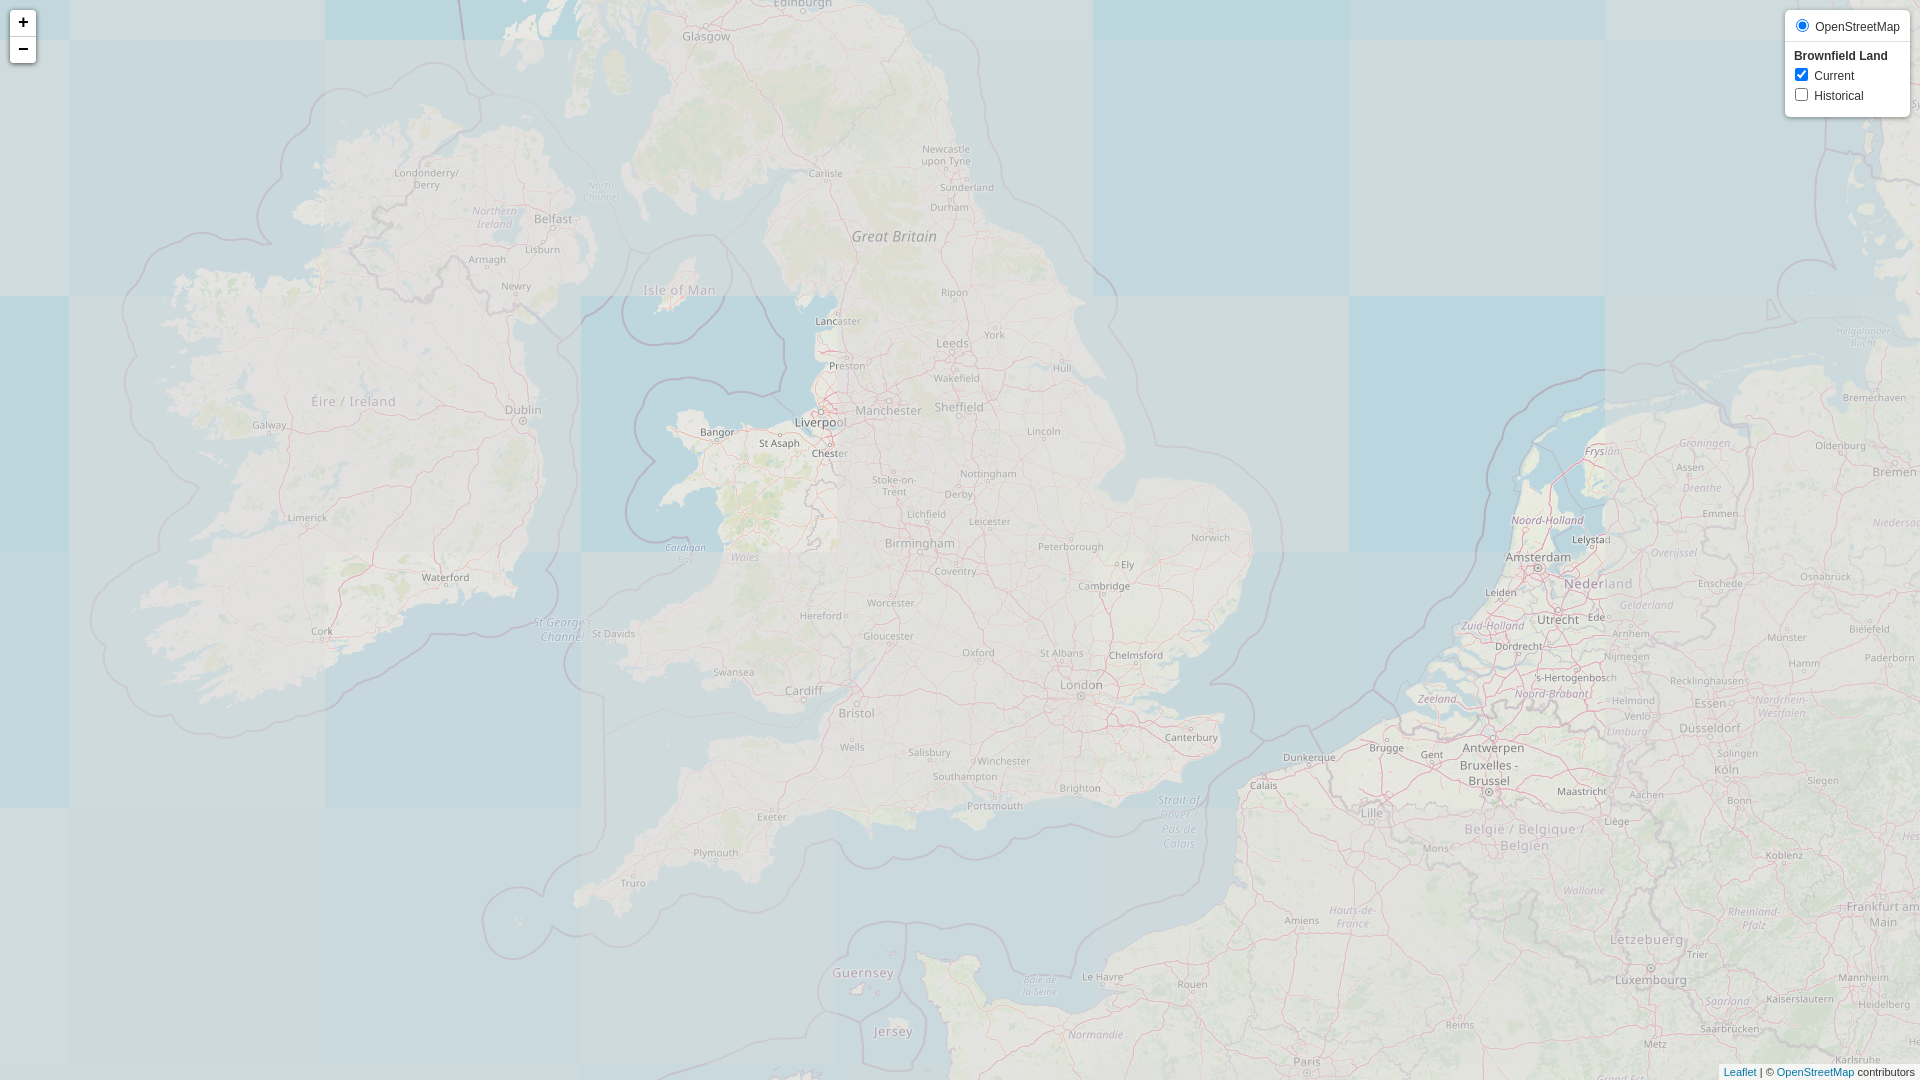 +
−
OpenStreetMap
Brownfield Land
Current
Historical
Edinburgh
Glasgow
Londonderry/
Derry
North
Channel
Northern
Ireland
Belfast
Lisburn
Armagh
Newry
Carlisle
Newcastle
upon Tyne
Sunderland
Durham
Great Britain
Isle of Man
Ripon
Lancaster
York
Leeds
Preston
Hull
Wakefield
Manchester
Sheffield
Liverpool
Lincoln
Bangor
St Asaph
Chester
Éire / Ireland
Dublin
Galway
Limerick
Waterford
Cork
St George's
Channel
Nottingham
Stoke-on-
Trent
Derby
Lichfield
Leicester
Birmingham
Peterborough
Norwich
Cardigan
Bay
Wales
Coventry
Ely
Cambridge
Worcester
Hereford
St Davids
Gloucester
Oxford
St Albans
Chelmsford
Swansea
Cardiff
London
Bristol
Wells
Salisbury
Winchester
Southampton
Canterbury
Brighton
Portsmouth
Exeter
Plymouth
Truro
Strait of
Dover /
Pas de
Calais
Helgoländer
Bucht
Bremerhaven
Groningen
Oldenburg
Fryslân
Assen
Bremen
Drenthe
Emmen
Noord-Holland
Lelystad
Amsterdam
Overijssel
Nederland
Enschede
Osnabrück
Leiden
Gelderland
Utrecht
Ede
Zuid-Holland
Arnhem
Münster
Bielefeld
Dordrecht
Nijmegen
Paderborn
Hamm
's-Hertogenbosch
Recklinghausen
Zeeland
Noord-Brabant
Helmond
Essen
Nordrhein-
Westfalen
Venlo
Limburg
Düsseldorf
Dunkerque
Brugge
Gent
Antwerpen
Bruxelles -
Brussel
Solingen
Köln
Siegen
Calais
Maastricht
Aachen
Bonn
Lille
Liège
België / Belgique /
Belgien
Mons
Koblenz
Wallonie
Hauts-de-
France
Amiens
Rheinland-
Pfalz
Frankfurt am
Main
Lëtzebuerg
Trier
Luxembourg
Mannheim
Guernsey
Baie de
la Seine
Le Havre
Rouen
Saarland
Kaiserslautern
Heidelberg
Jersey
Normandie
Reims
Saarbrücken
Metz
Paris
Karlsruhe
Grand Est
Leaflet | © OpenStreetMap contributors